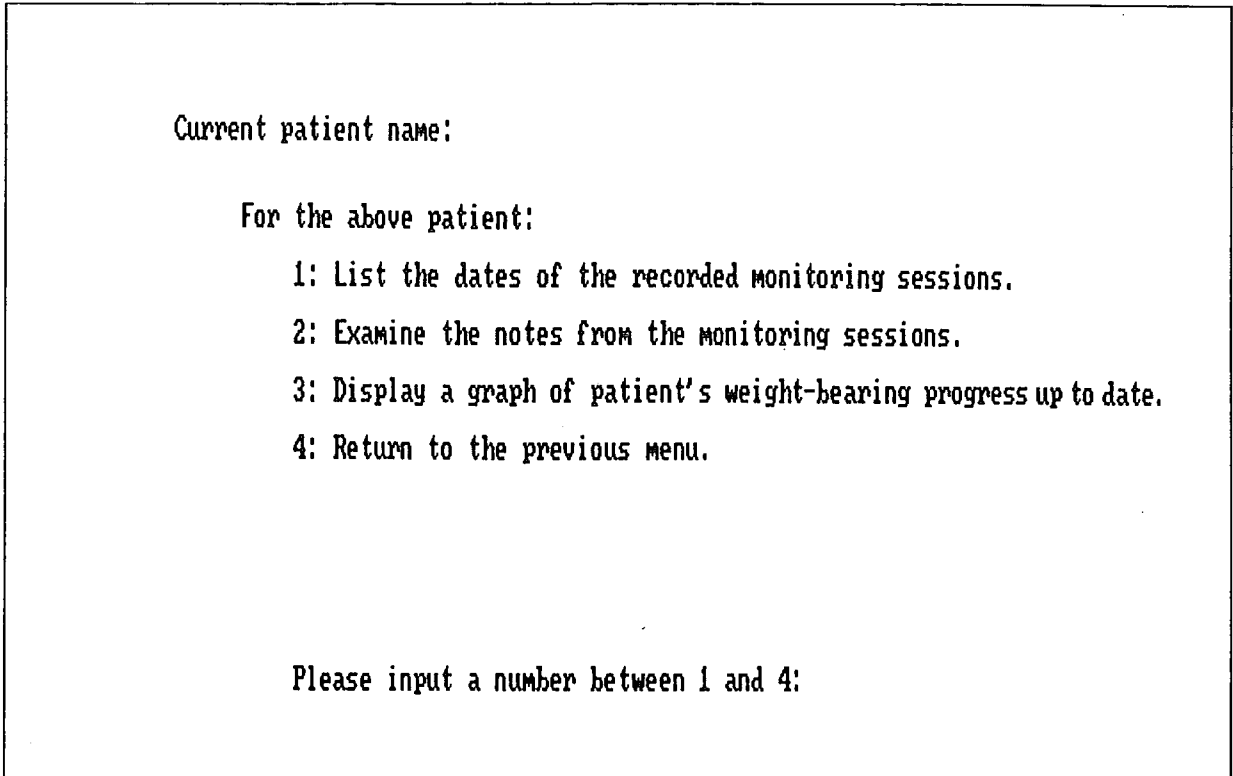 Current patient name:
For the above patient:
1: List the dates of the recorded monitoring sessions.
2: Examine the notes from the monitoring sessions.
3: Display a graph of patient's weight-bearing progress up to date.
4: Return to the previous menu.
Please input a number between 1 and 4: